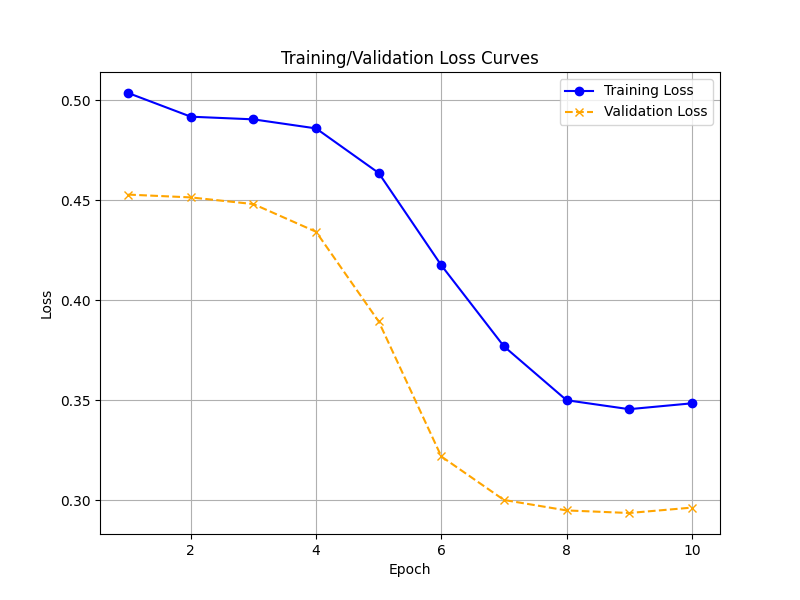 Training/Validation Loss Curves
Training Loss
Validation Loss
0.50
0.45
0.40
0.35
0.30
Loss
2
4
6
8
10
Epoch